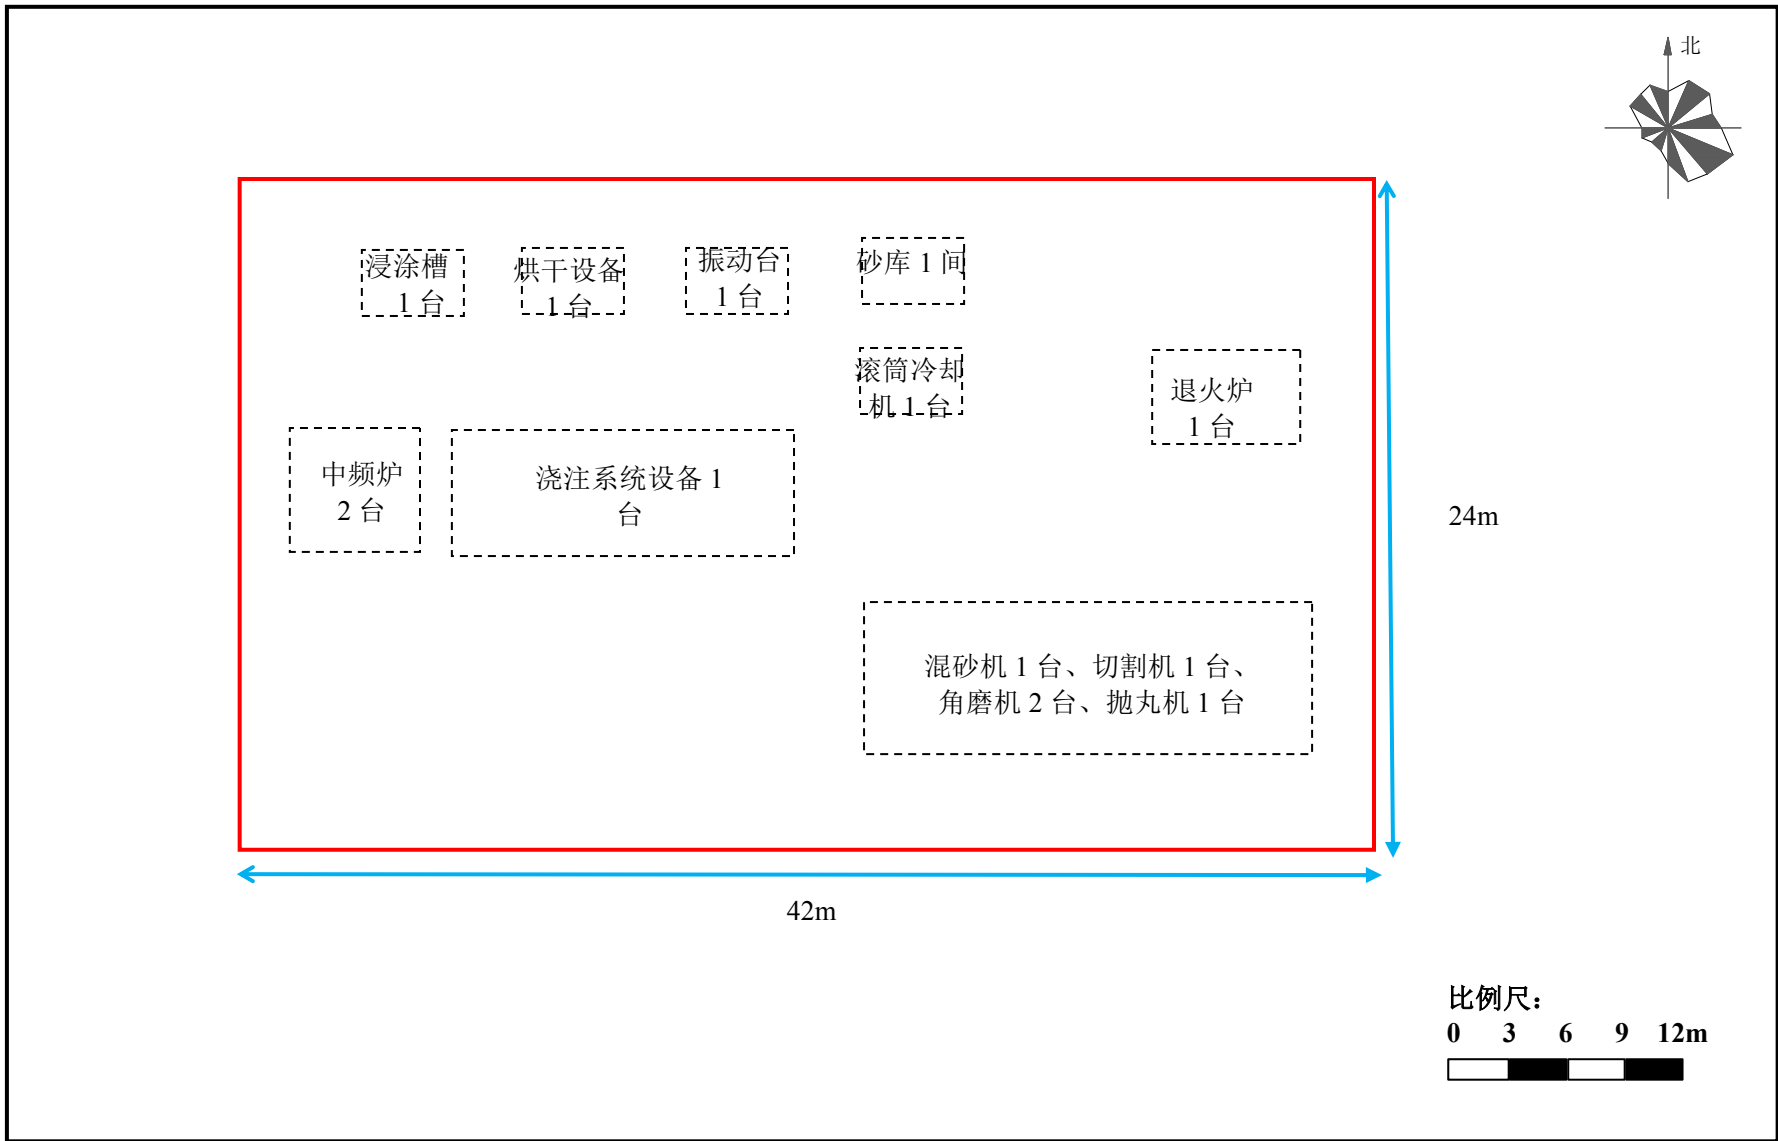 北
浸涂槽
1 台
烘干设备
1 台
振动台
1 台
砂库 1 间
滚筒冷却
机 1 台
退火炉
1 台
中频炉
2 台
浇注系统设备 1
台
24m
混砂机 1 台、切割机 1 台、
角磨机 2 台、抛丸机 1 台
42m
比例尺：
0 3 6 9 12m